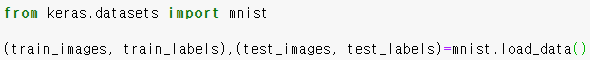 from keras.datasets import mnist
(train_images, train_labels),(test_images, test_labels)=mnist.load_data()